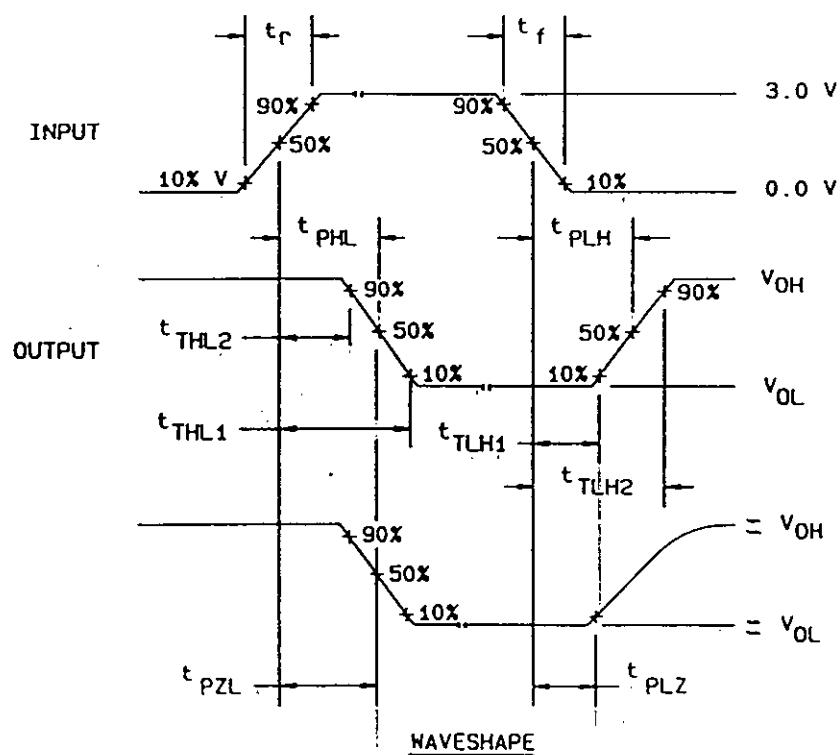 t r t f
90% 90% 3.0 V
INPUT 50% 50%
10% V 10% 0.0 V
t PHL t PLH
90% 90% V OH
t THL2 50% 50%
OUTPUT
10% 10% V OL
t THL1 t TLH1
t TLH2
90% = V OH
50%
10% = V OL
t PZL t PLZ
WAVESHAPE